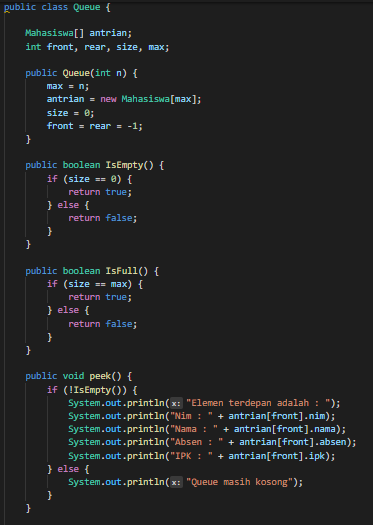 public class Queue {
Mahasiswa[] antrian;
int front, rear, size, max;
public Queue(int n) {
max = n;
antrian = new Mahasiswa[max];
size = 0;
front = rear = -1;
}
public boolean IsEmpty() {
if (size == 0) {
return true;
} else {
return false;
}
}
public boolean IsFull() {
if (size == max) {
return true;
} else {
return false;
}
}
public void peek() {
if (!IsEmpty()) {
System.out.println(x: "Elemen terdepan adalah : ");
System.out.println("Nim : " + antrian[front].nim);
System.out.println("Nama : " + antrian[front].nama);
System.out.println("Absen : " + antrian[front].absen);
System.out.println("IPK : " + antrian[front].ipk);
} else {
System.out.println(x: "Queue masih kosong");
}
}